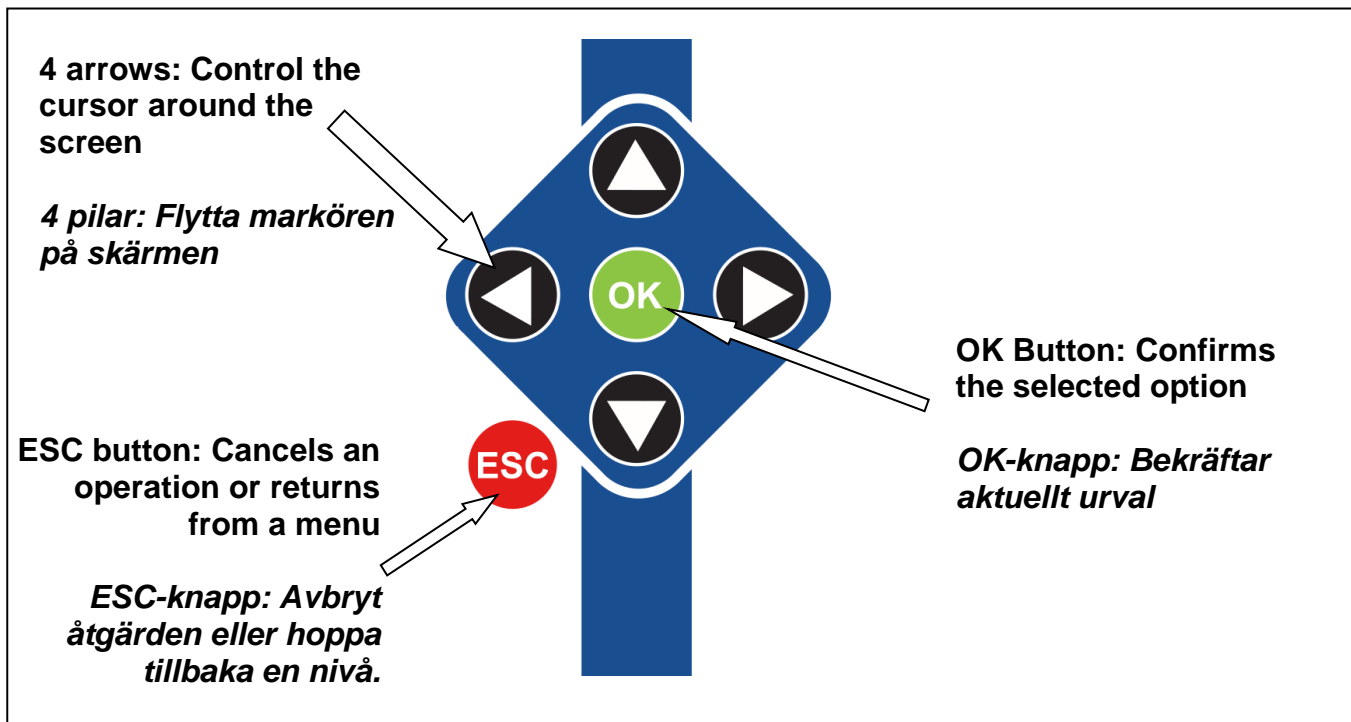 4 arrows: Control the
cursor around the
screen
4 pilar: Flytta markören
på skärmen
OK
OK Button: Confirms
the selected option
OK-knapp: Bekräftar
aktuellt urval
ESC
ESC button: Cancels an
operation or returns
from a menu
ESC-knapp: Avbryt
åtgärden eller hoppa
tillbaka en nivå.